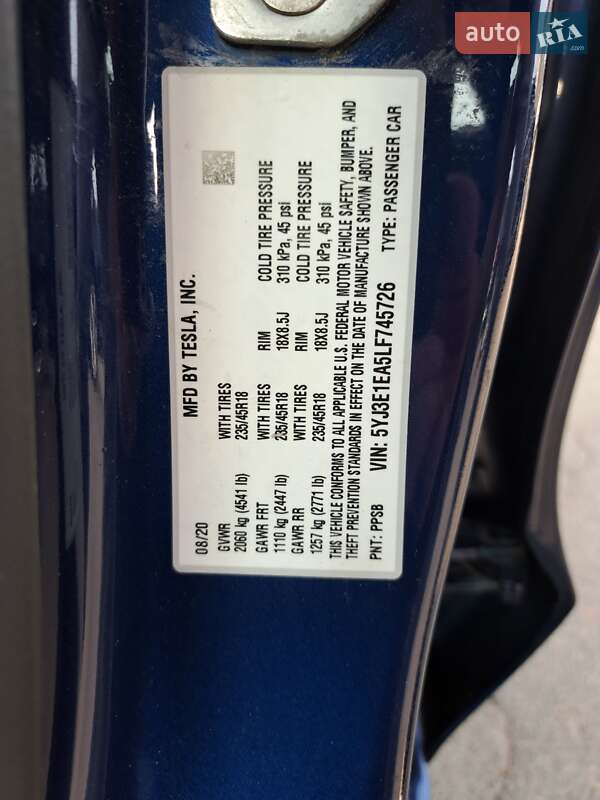 auto RIA.com
MFD BY TESLA, INC.
08/20
GVWR WITH TIRES RIM COLD TIRE PRESSURE
2060 kg (4541 lb) 235/45R18 18X8.5J 310 kPa, 45 psi
GAWR FRT WITH TIRES RIM COLD TIRE PRESSURE
1110 kg (2447 lb) 235/45R18 18X8.5J 310 kPa, 45 psi
GAWR RR WITH TIRES
1257 kg (2771 lb) 235/45R18
THIS VEHICLE CONFORMS TO ALL APPLICABLE U.S. FEDERAL MOTOR VEHICLE SAFETY, BUMPER, AND
THEFT PREVENTION STANDARDS IN EFFECT ON THE DATE OF MANUFACTURE SHOWN ABOVE.
PNT: PPSB VIN: 5YJ3E1EA5LF745726 TYPE: PASSENGER CAR